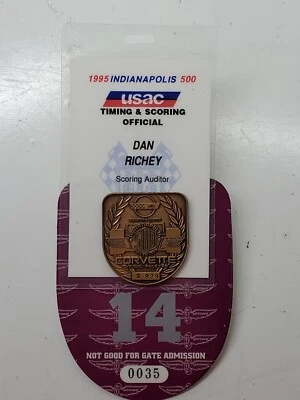 1995 INDIANAPOLIS 500
usac
TIMING & SCORING
OFFICIAL
DAN
RICHEY
Scoring Auditor
CORVETTE
14
NOT GOOD FOR GATE ADMISSION
0035